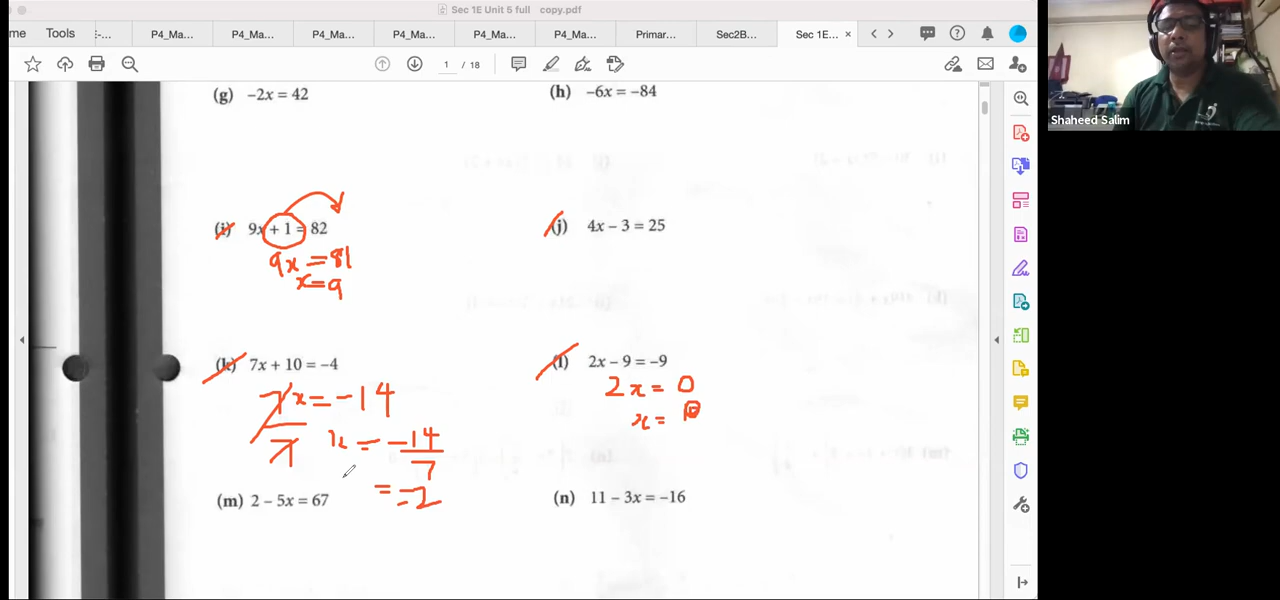 Sec 1E Unit 5 full copy.pdf
me Tools P4_Ma... P4_Ma... P4_Ma... P4_Ma... P4_Ma... P4_Ma... Primar... Sec2B... Sec 1E... ×
1 / 18
Shaheed Salim
(g) -2x = 42 (h) -6x = -84
(i) 9x + 1 = 82 (j) 4x - 3 = 25
9x = 81
x = 9
(k) 7x + 10 = -4 (l) 2x - 9 = -9
7x = -14 2x = 0
7 x = -14 x =
7
= -2
(m) 2 - 5x = 67 (n) 11 - 3x = -16